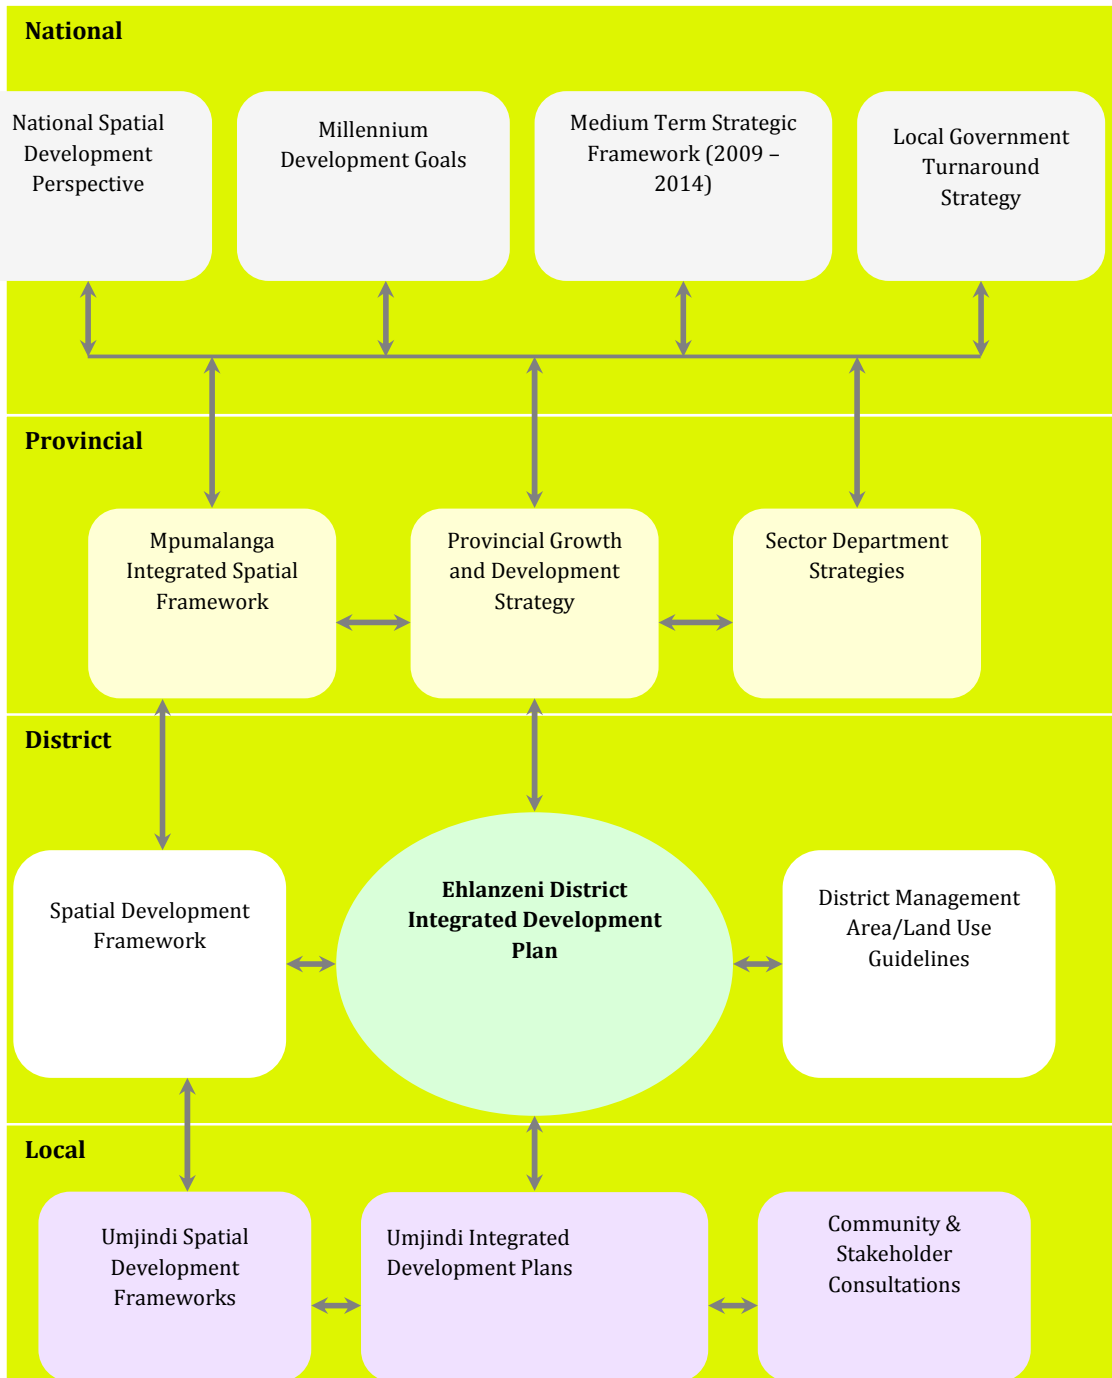 National
National Spatial
Development
Perspective
Millennium
Development Goals
Medium Term Strategic
Framework (2009 –
2014)
Local Government
Turnaround
Strategy
Provincial
Mpumalanga
Integrated Spatial
Framework
Provincial Growth
and Development
Strategy
Sector Department
Strategies
District
Spatial Development
Framework
Ehlanzeni District
Integrated Development
Plan
District Management
Area/Land Use
Guidelines
Local
Umjindi Spatial
Development
Frameworks
Umjindi Integrated
Development Plans
Community &
Stakeholder
Consultations